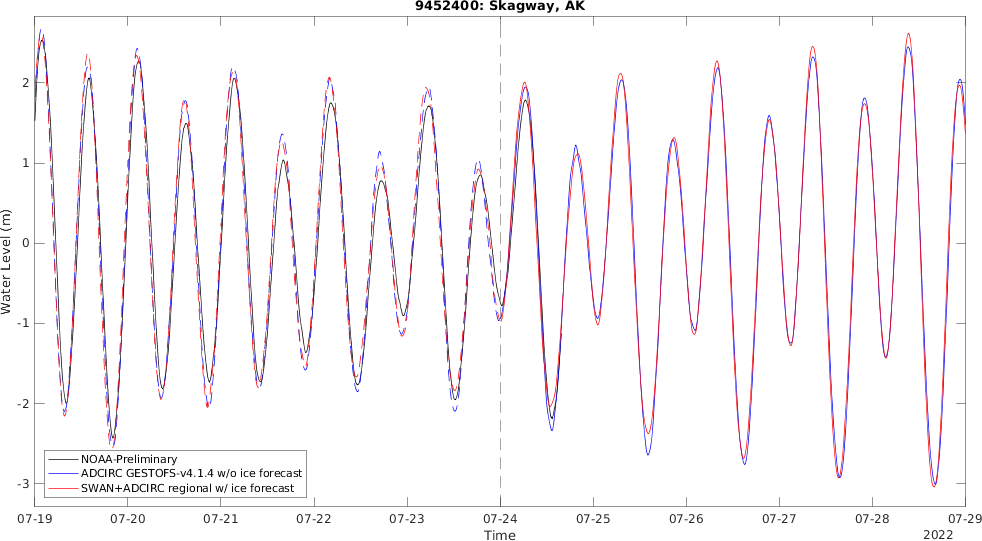 9452400: Skagway, AK
Water Level (m)
2
1
0
-1
-2
-3
NOAA-Preliminary
ADCIRC GESTOFS-v4.1.4 w/o ice forecast
SWAN+ADCIRC regional w/ ice forecast
07-19 07-20 07-21 07-22 07-23 07-24 07-25 07-26 07-27 07-28 07-29
Time 2022